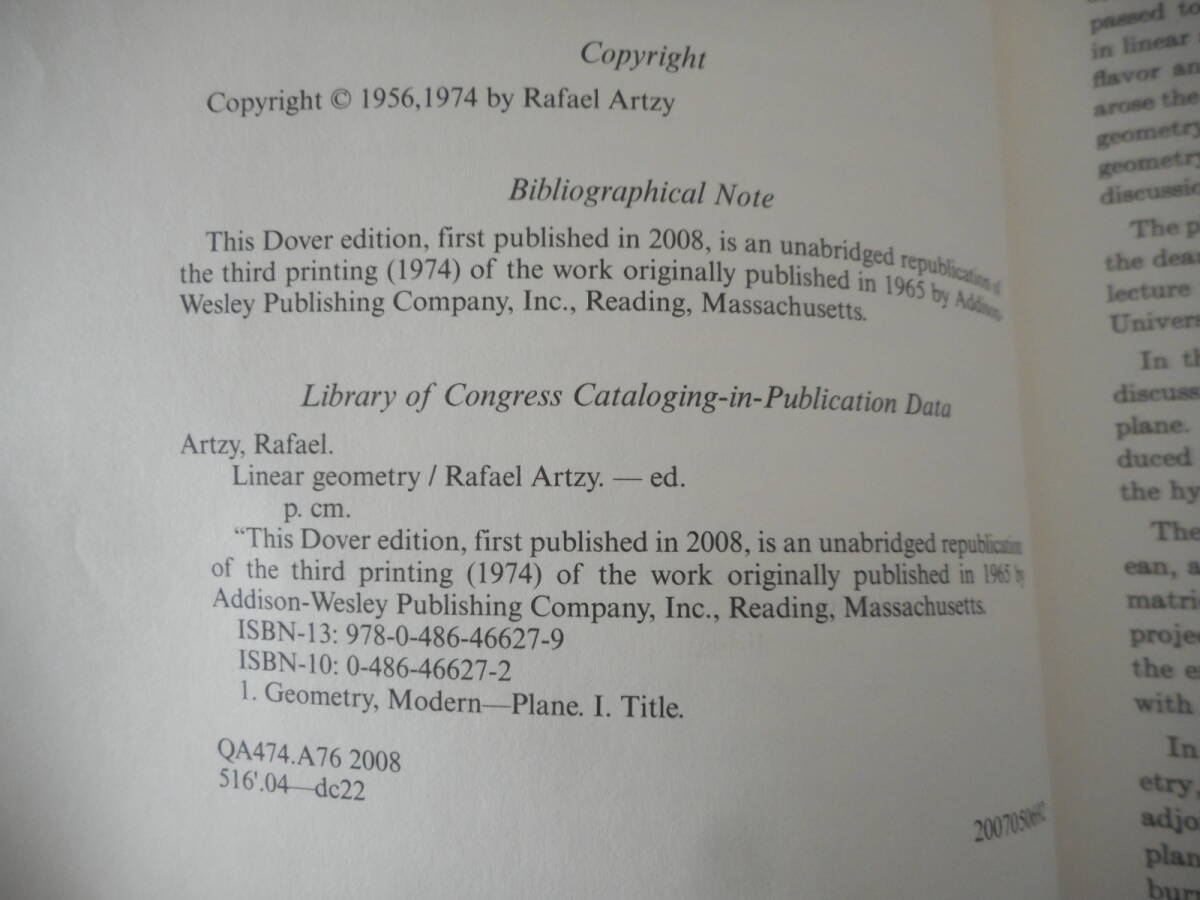 Copyright
Copyright © 1956,1974 by Rafael Artzy
Bibliographical Note
This Dover edition, first published in 2008, is an unabridged republication of
the third printing (1974) of the work originally published in 1965 by Addison-
Wesley Publishing Company, Inc., Reading, Massachusetts.
Library of Congress Cataloging-in-Publication Data
Artzy, Rafael.
Linear geometry / Rafael Artzy. — ed.
p. cm.
“This Dover edition, first published in 2008, is an unabridged republication
of the third printing (1974) of the work originally published in 1965 by
Addison-Wesley Publishing Company, Inc., Reading, Massachusetts.
ISBN-13: 978-0-486-46627-9
ISBN-10: 0-486-46627-2
1. Geometry, Modern—Plane. I. Title.
QA474.A76 2008
516'.04—dc22
passed to
in linear
flavor an
arose the
geometry
geometry
discussio
The p
the dear
lecture
Univers
In th
discuss
plane.
duced
the hy
The
ean, a
matri
projec
the e
with
In
etry,
adjo
plan
bur